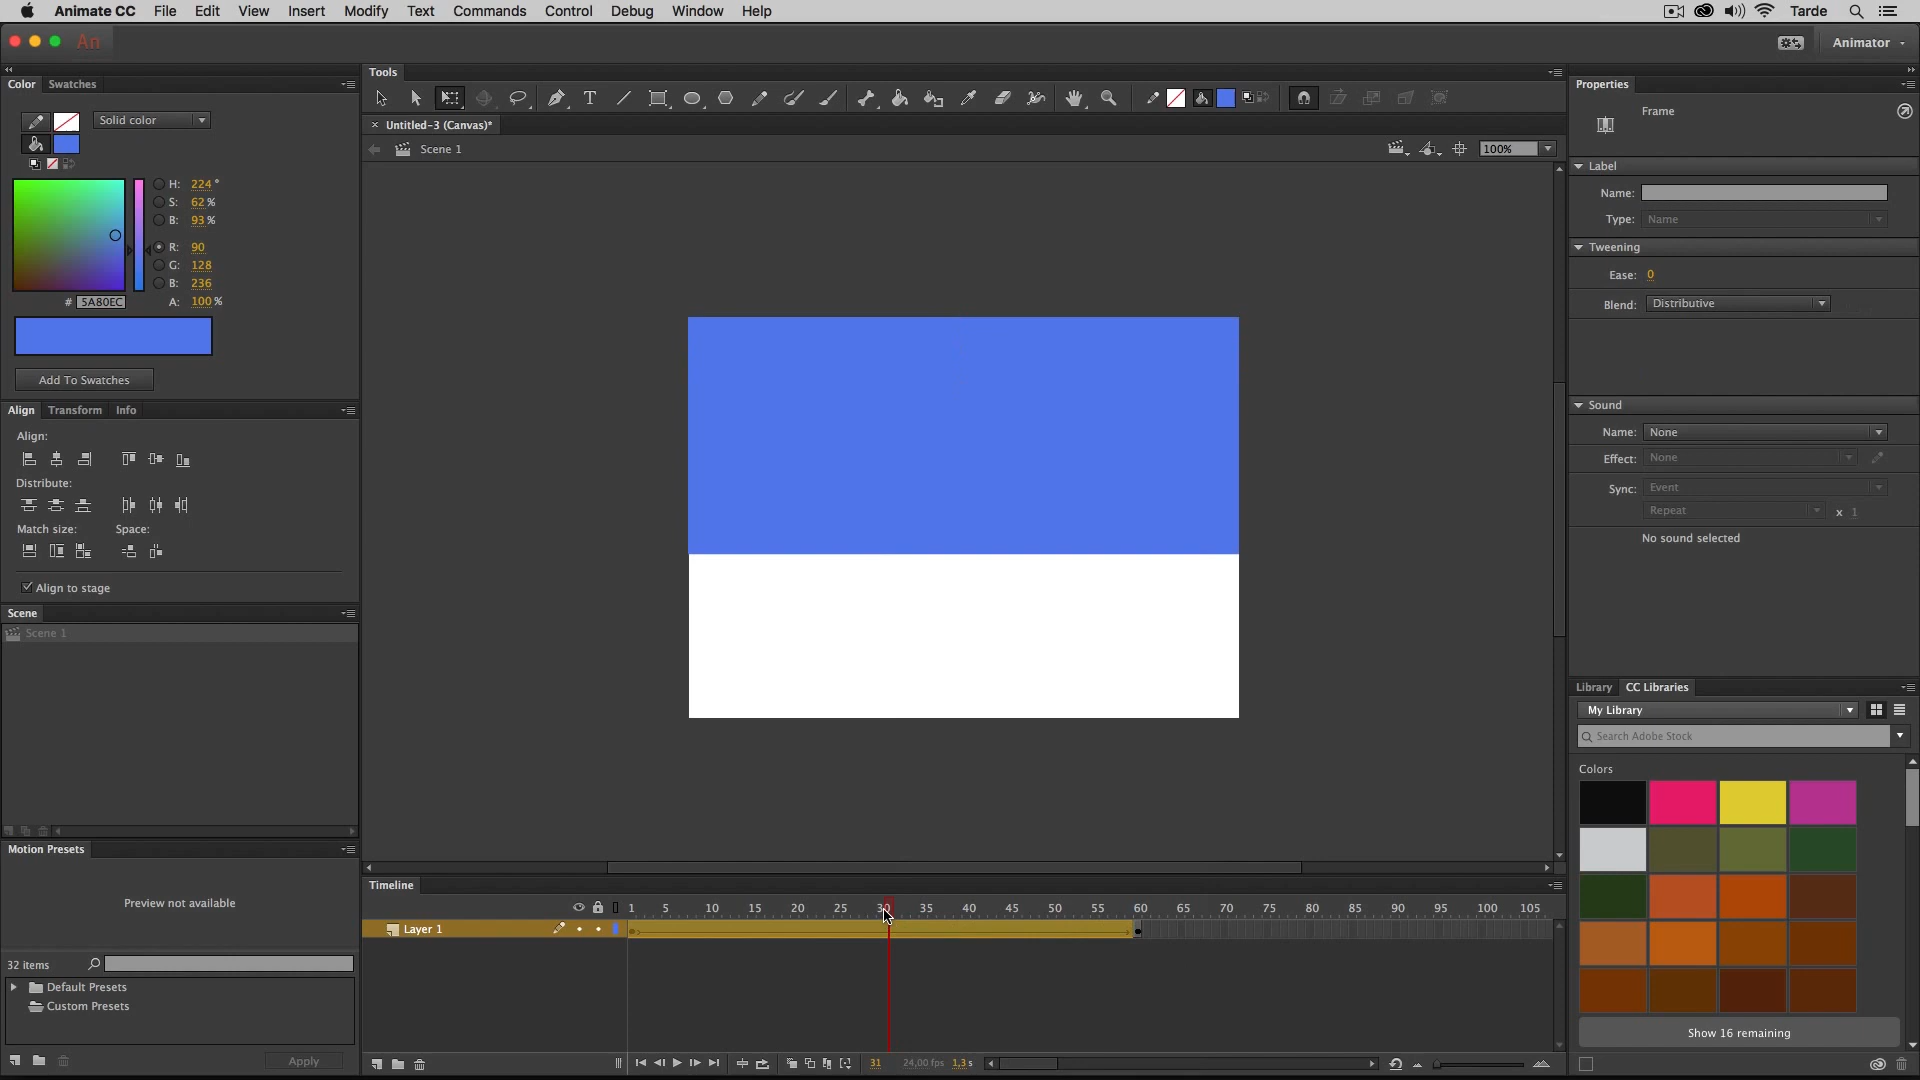 Animate CC File Edit View Insert Modify Text Commands Control Debug Window Help Tarde
An Animator
Color Swatches
Solid color
H: 224 °
S: 62 %
B: 93 %
R: 90
G: 128
B: 236
# 5A80EC A: 100 %
Add To Swatches
Align Transform Info
Align:
Distribute:
Match size: Space:
Align to stage
Scene
Scene 1
Motion Presets
Preview not available
32 items
Default Presets
Custom Presets
Apply
Tools
× Untitled-3 (Canvas)*
Scene 1 100%
Timeline
1 5 10 15 20 25 30 35 40 45 50 55 60 65 70 75 80 85 90 95 100 105
Layer 1
31 24,00 fps 1,3 s
Properties
Frame
Label
Name:
Type: Name
Tweening
Ease: 0
Blend: Distributive
Sound
Name: None
Effect: None
Sync: Event
Repeat x 1
No sound selected
Library CC Libraries
My Library
Search Adobe Stock
Colors
Show 16 remaining